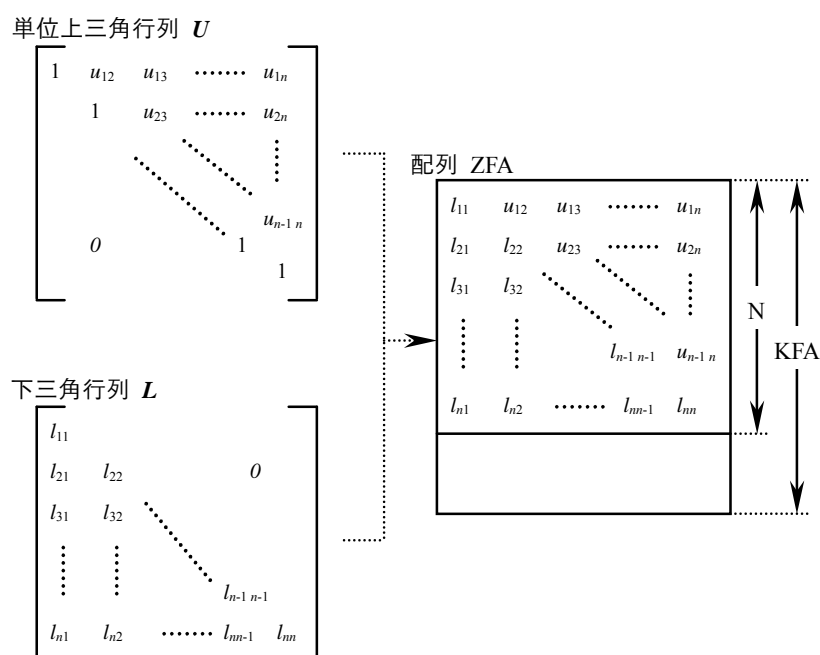 単位上三角行列 U
1 u12 u13 ········ u1n
1 u23 ········ u2n
un-1 n
0 1
1
下三角行列 L
l11
l21 l22 0
l31 l32
ln-1 n-1
ln1 ln2 ········ lnn-1 lnn
配列 ZFA
l11 u12 u13 ········ u1n
l21 l22 u23 ········ u2n
l31 l32
ln-1 n-1 un-1 n
ln1 ln2 ········ lnn-1 lnn
N
KFA